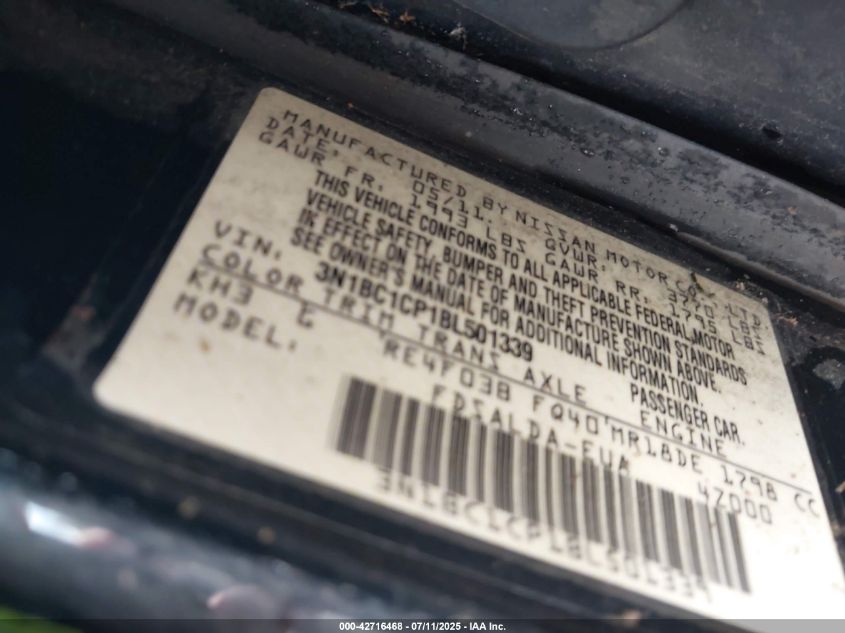 MANUFACTURED BY NISSAN MOTOR CO., LTD
DATE: 05/11 GVWR: 3770 LBS
GAWR FR. 1993 LBS GAWR RR. 1795 LBS
THIS VEHICLE CONFORMS TO ALL APPLICABLE FEDERAL MOTOR
VEHICLE SAFETY, BUMPER AND THEFT PREVENTION STANDARDS
IN EFFECT ON THE DATE OF MANUFACTURE SHOWN ABOVE.
SEE OWNER'S MANUAL FOR ADDITIONAL INFORMATION.
VIN: 3N1BC1CP1BL501339 PASSENGER CAR.
COLOR TRIM TRANS AXLE ENGINE
KH3 RE4F03B FQ40 MR18DE 1798 CC
MODEL: FDSALDA-EUA 47000
3N1BC1CP1BL501339
000-42716468 - 07/11/2025 - IAA Inc.